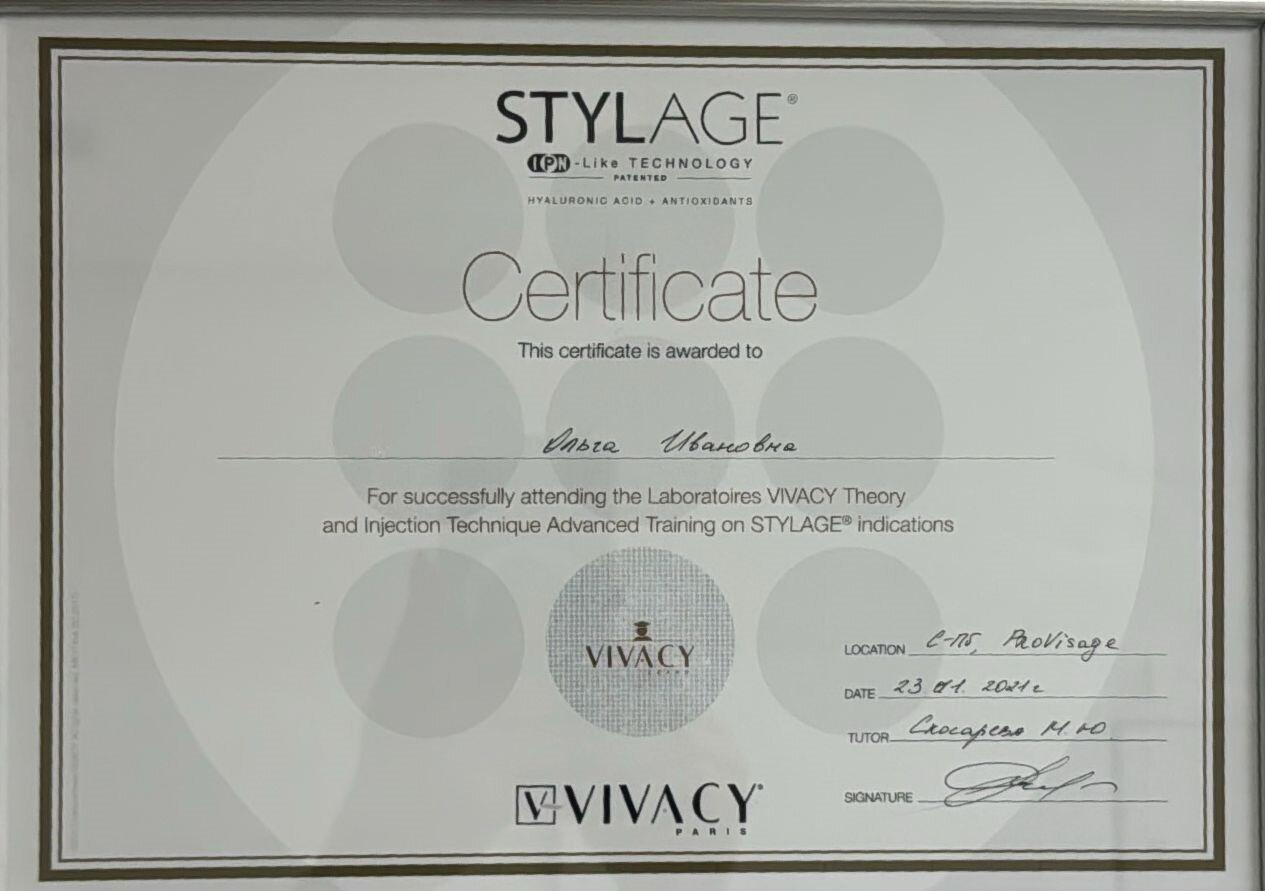 STYLAGE®
IPN-Like TECHNOLOGY
PATENTED
HYALURONIC ACID + ANTIOXIDANTS
Certificate
This certificate is awarded to
Ольга Ивановна
For successfully attending the Laboratoires VIVACY Theory
and Injection Technique Advanced Training on STYLAGE® indications
VIVACY
LOCATION С-Пб, ProVisage
DATE 23.01.2021г
TUTOR М.Ю.
SIGNATURE
V VIVACY®
PARIS